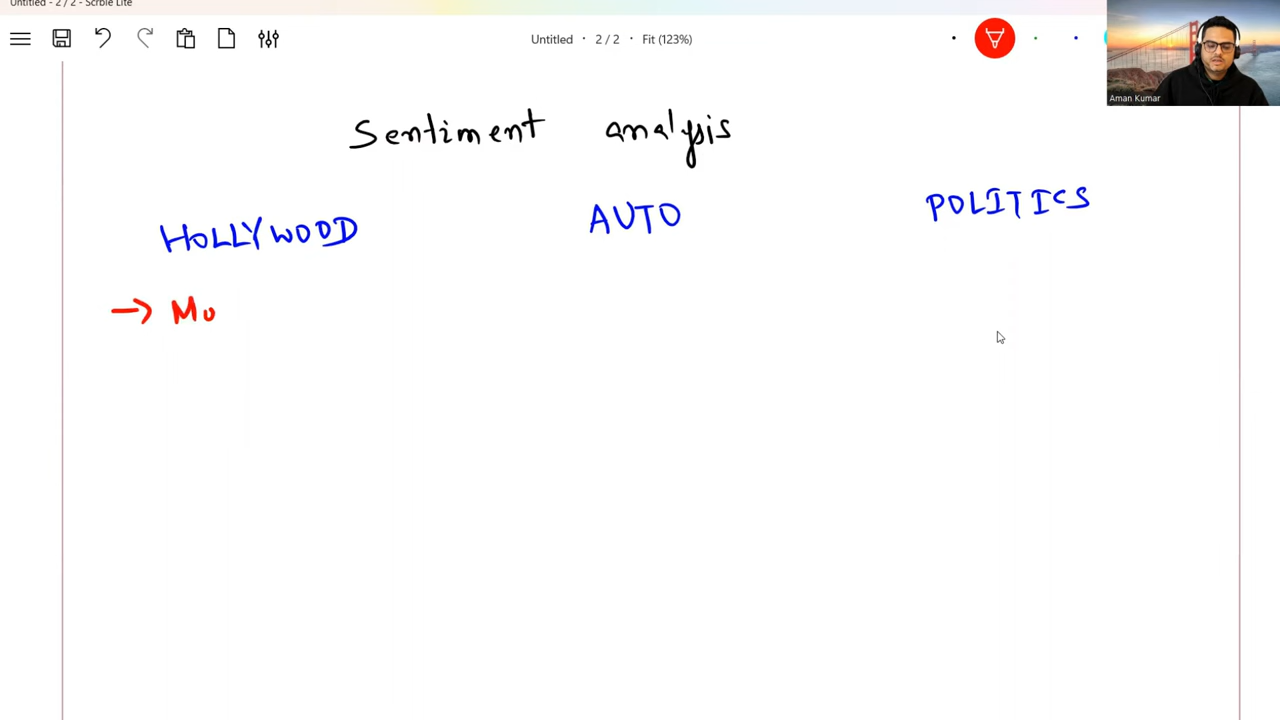 Untitled - 2 / 2 - Scrble Lite
Untitled · 2 / 2 · Fit (123%)
Aman Kumar
Sentiment analysis
HOLLYWOOD AUTO POLITICS
→ Mo